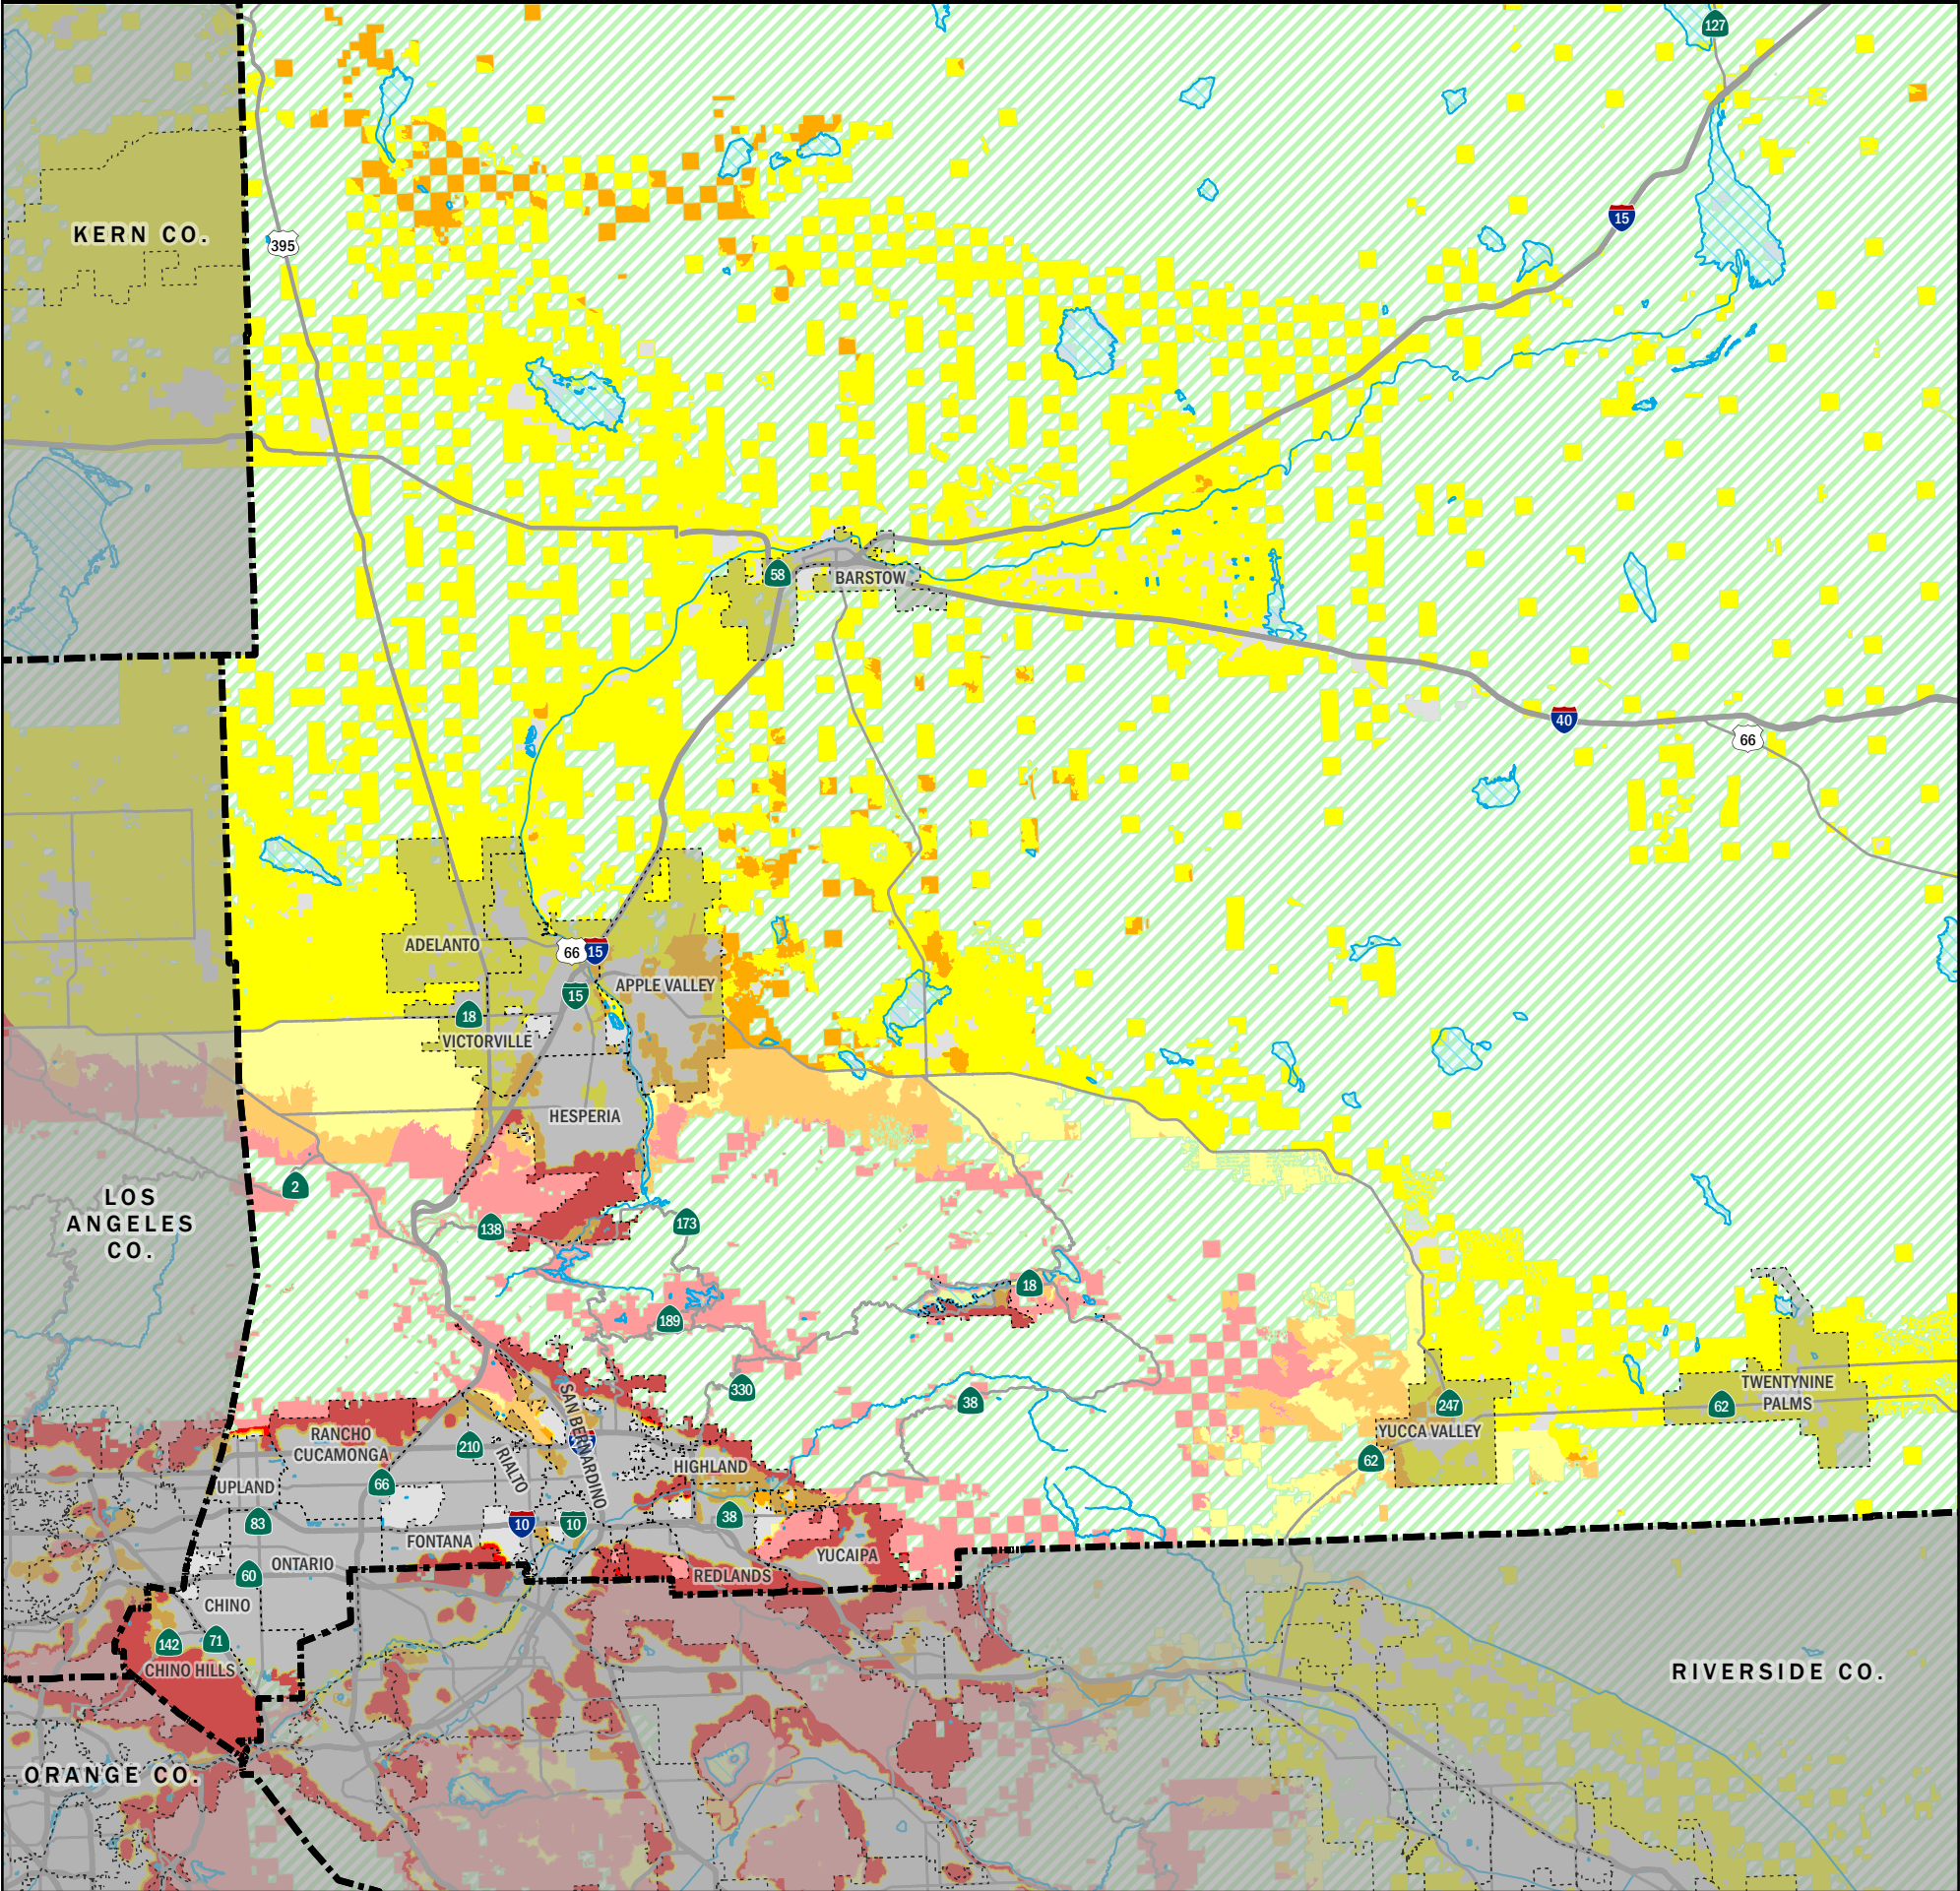 127
15
KERN CO.
395
58
BARSTOW
40
66
ADELANTO
66
15
APPLE VALLEY
15
18
VICTORVILLE
HESPERIA
2
LOS
ANGELES
CO.
138
173
18
189
330
38
TWENTYNINE
PALMS
62
247
YUCCA VALLEY
62
RANCHO
CUCAMONGA
210
SAN BERNARDINO
RIALTO
HIGHLAND
66
UPLAND
83
10
10
38
FONTANA
YUCAIPA
ONTARIO
60
REDLANDS
CHINO
142
71
CHINO HILLS
RIVERSIDE CO.
ORANGE CO.